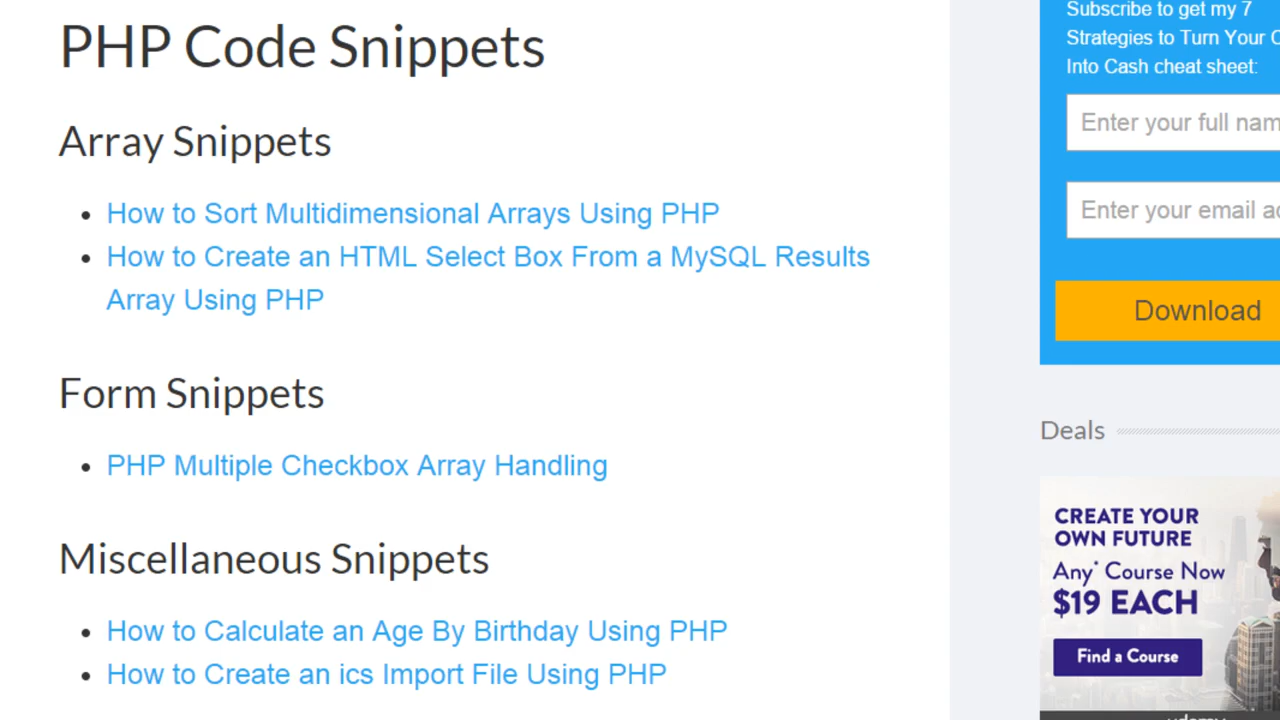 PHP Code Snippets
Array Snippets
How to Sort Multidimensional Arrays Using PHP
How to Create an HTML Select Box From a MySQL Results
Array Using PHP
Form Snippets
PHP Multiple Checkbox Array Handling
Miscellaneous Snippets
How to Calculate an Age By Birthday Using PHP
How to Create an ics Import File Using PHP
Subscribe to get my 7
Strategies to Turn Your
Into Cash cheat sheet:
Enter your full
Enter your email
Download
Deals
CREATE YOUR
OWN FUTURE
Any* Course Now
$19 EACH
Find a Course